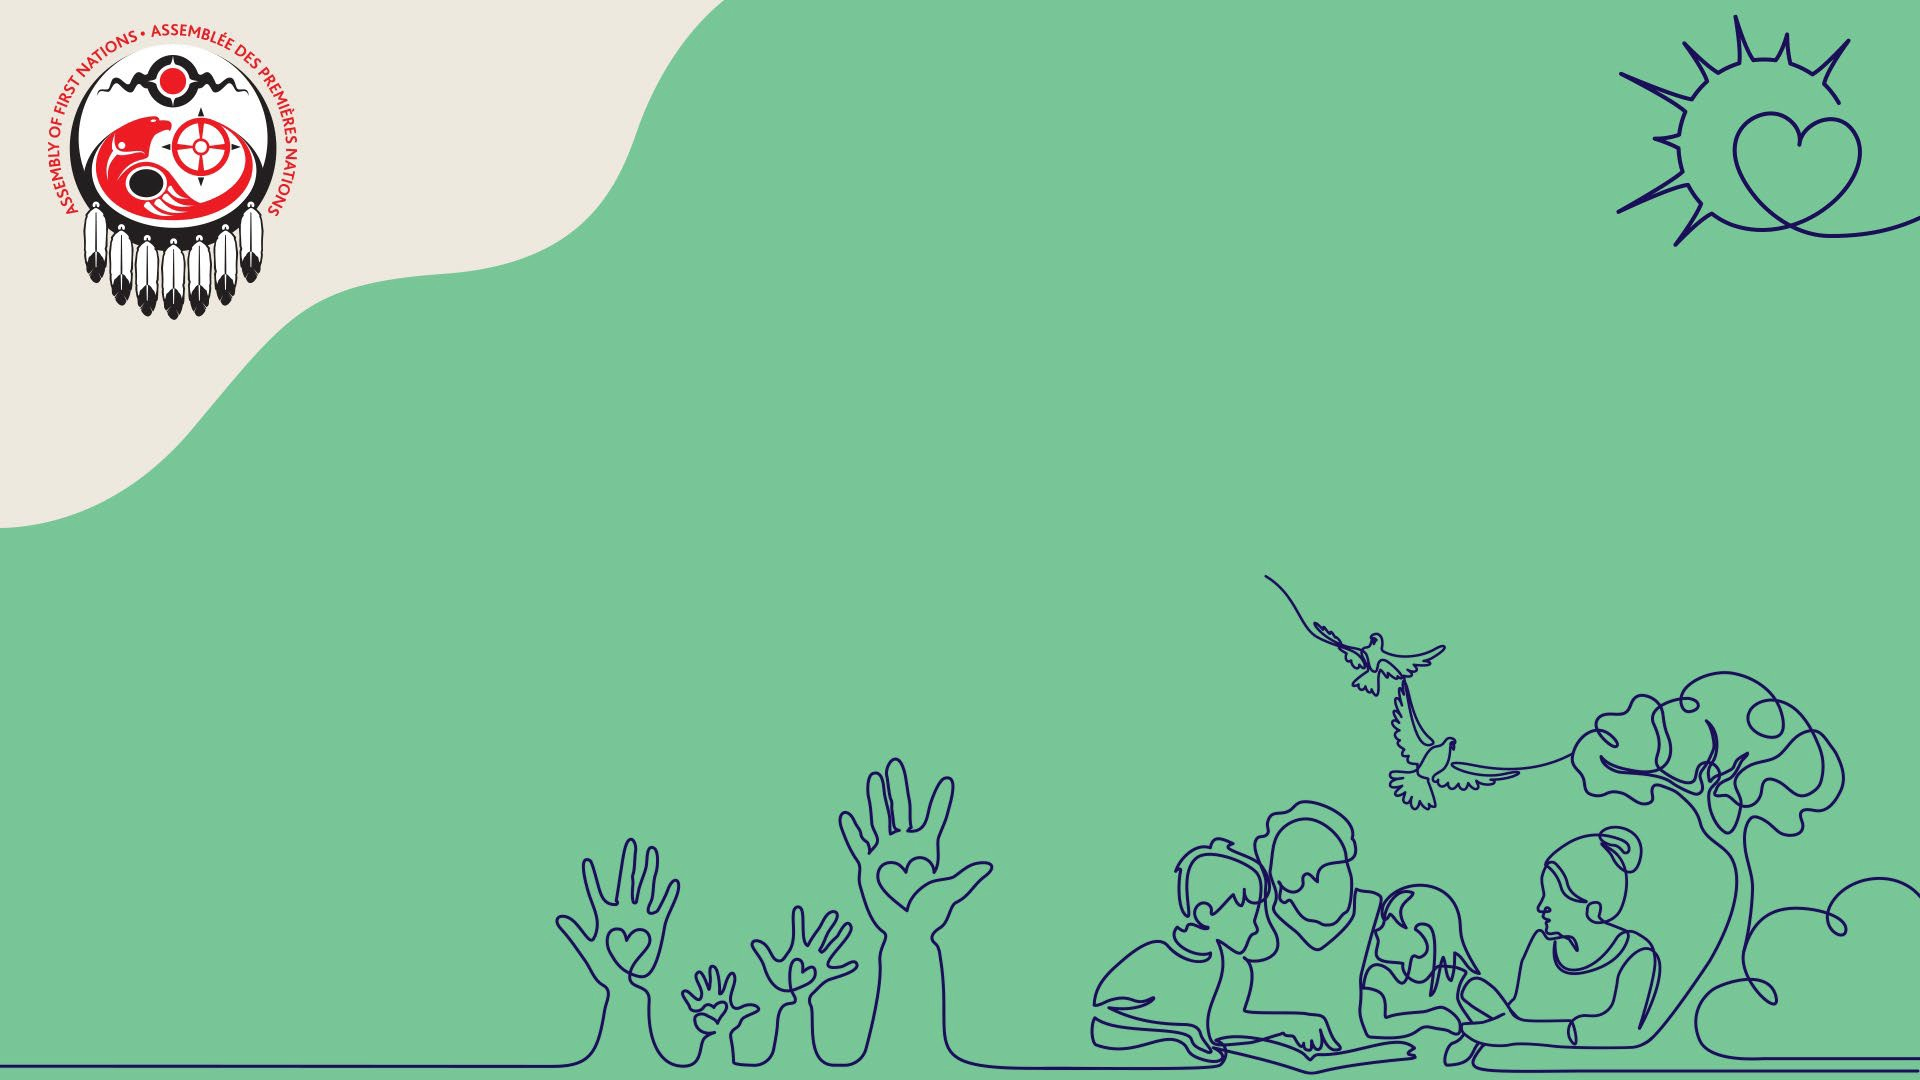 ASSEMBLY OF FIRST NATIONS • ASSEMBLÉE DES PREMIÈRES NATIONS